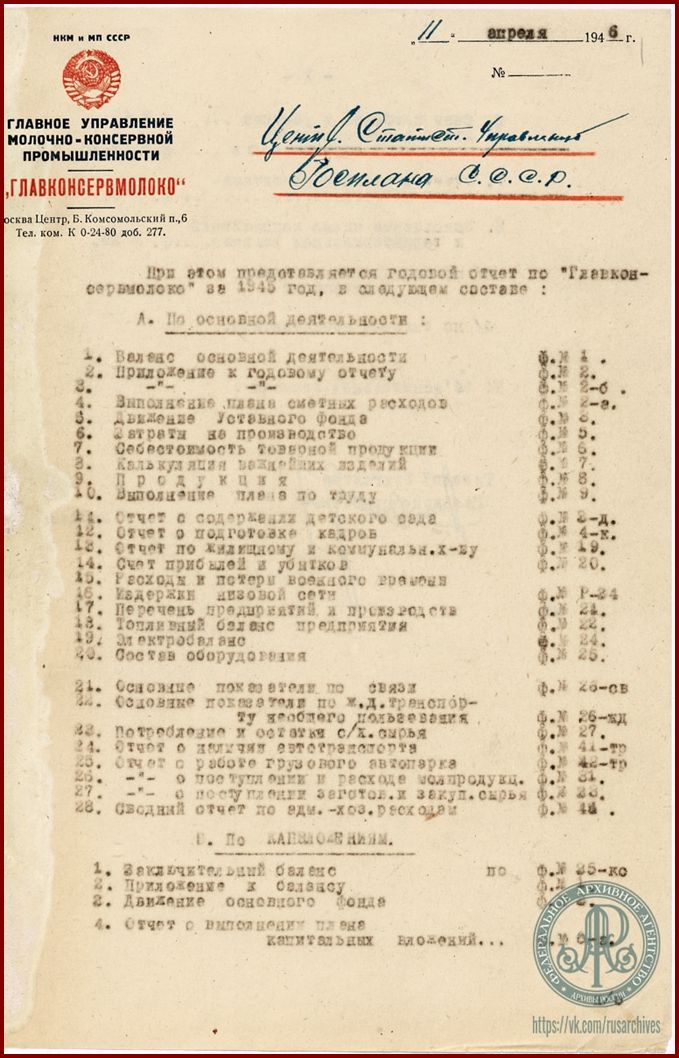 НКМ и МП СССР
ГЛАВНОЕ УПРАВЛЕНИЕ
МОЛОЧНО-КОНСЕРВНОЙ
ПРОМЫШЛЕННОСТИ
„ГЛАВКОНСЕРВМОЛОКО“
осква Центр, Б. Комсомольский п., 6
Тел. ком. К 0-24-80 доб. 277.
„11“ апреля 1946 г.
№
Центр. Статист. Управление
Госплана С.С.С.Р.
При этом представляется годовой отчет по "Главкон-
сервмолоко" за 1945 год, в следующем составе :
А. По основной деятельности :
1. Баланс основной деятельности ф.№ 1 .
2. Приложение к годовому отчету ф.№ 2.
3. -"- -"- ф.№ 2-б .
4. Выполнение плана сметных расходов ф.№ 2-а.
5. Движение Уставного фонда ф.№ 3.
6. Затраты на производство ф.№ 5.
7. Себестоимость товарной продукции ф.№ 6.
8. Калькуляция важнейших изделий ф.№ 7.
9. Продукция ф.№ 8.
10. Выполнение плана по труду ф.№ 9.
11. Отчет о содержании детского сада ф.№ 3-д.
12. Отчет о подготовке кадров ф.№ 4-к.
13. Отчет по жилищному и коммунальн.х-ву ф.№ 19.
14. Счет прибылей и убытков ф.№ 20.
15. Расходы и потери военного времени
16. Издержки низовой сети ф.№ Р-24
17. Перечень предприятий и производств ф.№ 21.
18. Топливный баланс предприятия ф.№ 22.
19. Электробаланс ф.№ 24.
20. Состав оборудования ф.№ 25.
21. Основные показатели по связи ф.№ 26-св
22. Основные показатели по ж.д.транспор-
ту необщего пользования ф.№ 26-жд
23. Потребление и остатки с/х.сырья ф.№ 27.
24. Отчет о наличии автотранспорта ф.№ 41-тр
25. Отчет о работе грузового автопарка ф.№ 42-тр
26. -"- о поступлении и расходе молпродукц. ф.№ 31.
27. -"- о поступлении заготов.и закуп.сырья ф.№
28. Сводний отчет по адм.-хоз.расходам ф.№
Б. По КАПВЛОЖЕНИЯМ.
1. Заключительный баланс по ф.№ 25-кс
2. Приложение к балансу ф.№ 1
3. Движение основного фонда ф.
4. Отчет о выполнении плана
капитальных вложений...
ФЕДЕРАЛЬНОЕ АРХИВНОЕ АГЕНТСТВО
АРХИВЫ РОССИИ
https://vk.com/rusarchives